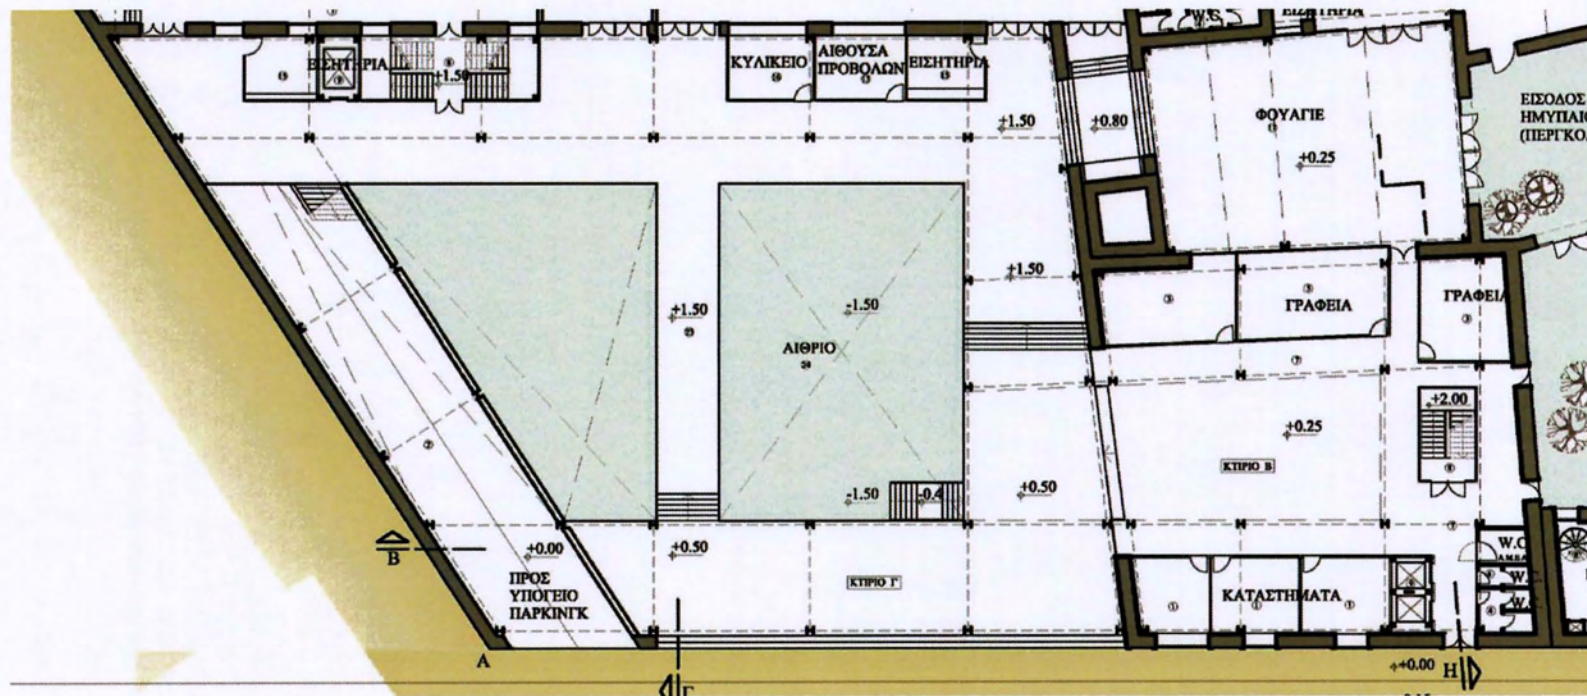 W.C.
ΕΙΣΗΤΗΡΙΑ
ΕΙΣΗΤΗΡΙΑ
+1.50
ΚΥΛΙΚΕΙΟ
ΑΙΘΟΥΣΑ
ΠΡΟΒΟΛΩΝ
ΕΙΣΗΤΗΡΙΑ
+1.50
+0.80
ΦΟΥΑΓΙΕ
+0.25
ΕΙΣΟΔΟΣ
+1.50
+1.50
-1.50
ΑΙΘΡΙΟ
ΓΡΑΦΕΙΑ
ΓΡΑΦΕΙΑ
+2.00
+0.25
ΚΤΙΡΙΟ Β
-1.50
-0.4
+0.50
Β
+0.00
+0.50
ΠΡΟΣ
ΥΠΟΓΕΙΟ
ΠΑΡΚΙΝΓΚ
ΚΤΙΡΙΟ Γ
ΚΑΤΑΣΤΗΜΑΤΑ
W.C
Α
Γ
+0.00
Η